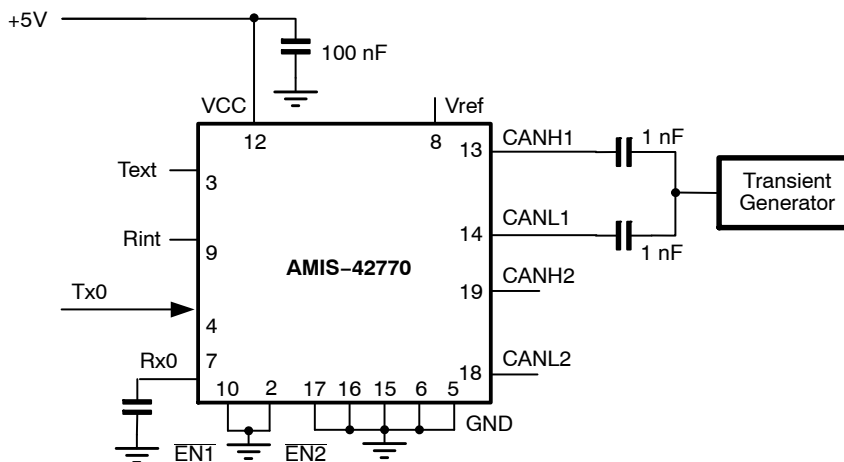 +5V
100 nF
VCC
Vref
12
8
13
CANH1
1 nF
Text
3
Transient
Generator
14
CANL1
1 nF
Rint
9
AMIS−42770
19
CANH2
Tx0
4
Rx0
7
18
CANL2
10
2
17
16
15
6
5
GND
EN1
EN2